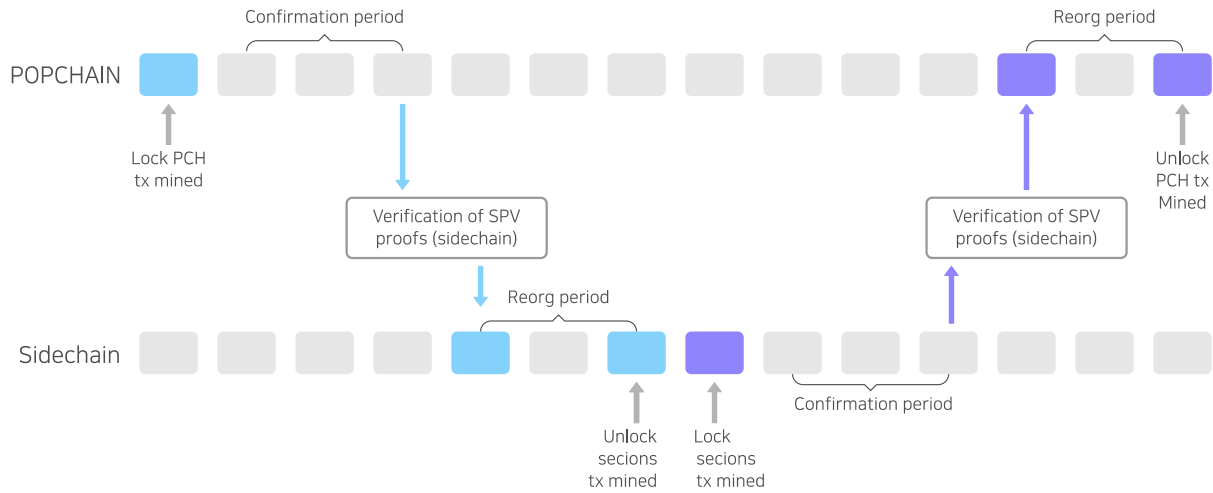 Confirmation period
Reorg period
POPCHAIN
Lock PCH
tx mined
Unlock
PCH tx
Mined
Verification of SPV
proofs (sidechain)
Verification of SPV
proofs (sidechain)
Reorg period
Sidechain
Confirmation period
Unlock
secions
tx mined
Lock
secions
tx mined